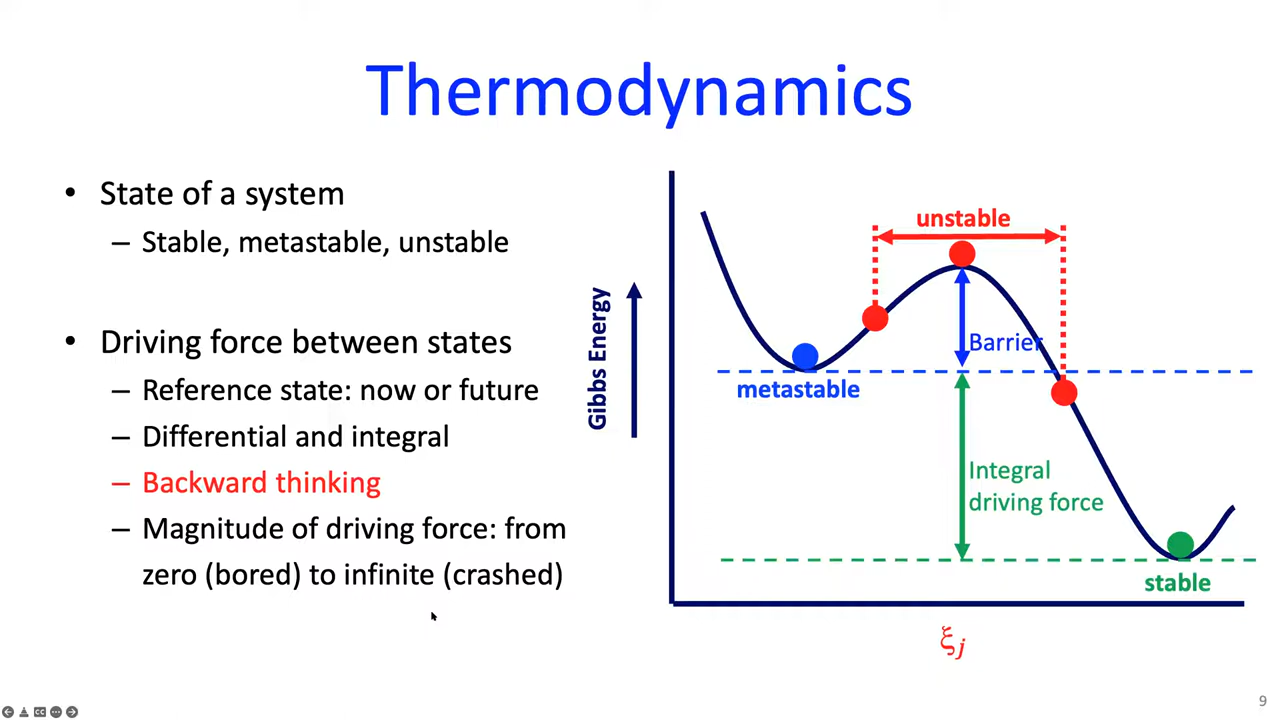 Thermodynamics
• State of a system
– Stable, metastable, unstable
• Driving force between states
– Reference state: now or future
– Differential and integral
– Backward thinking
– Magnitude of driving force: from
zero (bored) to infinite (crashed)
Gibbs Energy
unstable
Barrier
metastable
Integral
driving force
stable
ξj
9
CC